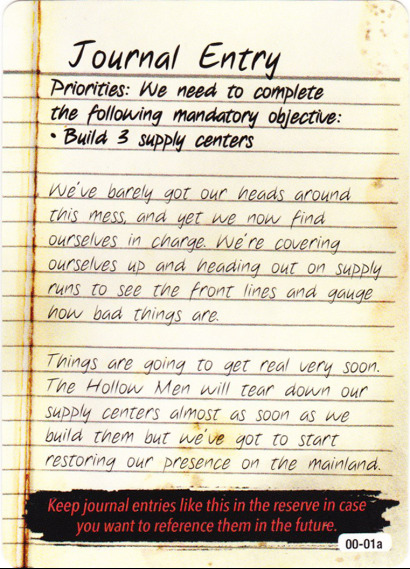 Journal Entry
Priorities: We need to complete
the following mandatory objective:
• Build 3 supply centers
We've barely got our heads around
this mess, and yet we now find
ourselves in charge. We're covering
ourselves up and heading out on supply
runs to see the front lines and gauge
how bad things are.
Things are going to get real very soon.
The Hollow Men will tear down our
supply centers almost as soon as we
build them but we've got to start
restoring our presence on the mainland.
Keep journal entries like this in the reserve in case
you want to reference them in the future.
00-01a